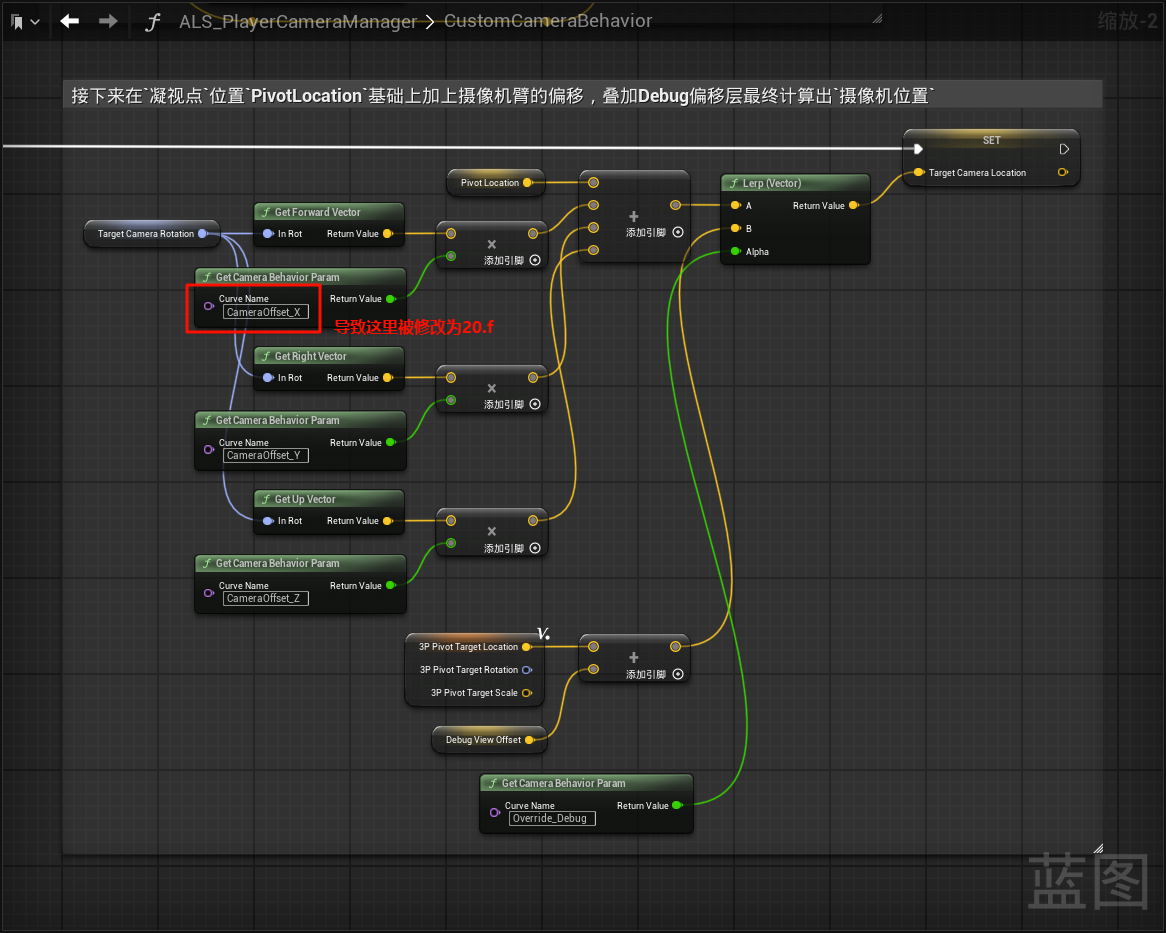 ALS_PlayerCameraManager > CustomCameraBehavior
缩放-2
接下来在`凝视点`位置`PivotLocation`基础上加上摄像机臂的偏移，叠加Debug偏移层最终计算出`摄像机位置`
SET
Target Camera Location
Pivot Location
添加引脚
Lerp (Vector)
A
Return Value
B
Alpha
Target Camera Rotation
Get Forward Vector
In Rot
Return Value
添加引脚
Get Camera Behavior Param
Curve Name
Return Value
CameraOffset_X
导致这里被修改为20.f
Get Right Vector
In Rot
Return Value
添加引脚
Get Camera Behavior Param
Curve Name
Return Value
CameraOffset_Y
Get Up Vector
In Rot
Return Value
添加引脚
Get Camera Behavior Param
Curve Name
Return Value
CameraOffset_Z
3P Pivot Target Location
3P Pivot Target Rotation
3P Pivot Target Scale
添加引脚
Debug View Offset
Get Camera Behavior Param
Curve Name
Return Value
Override_Debug
蓝图